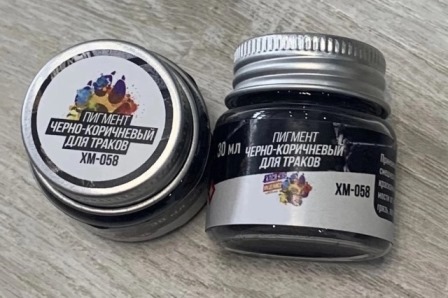 ПИГМЕНТ
ЧЕРНО-КОРИЧНЕВЫЙ
ДЛЯ ТРАКОВ
ХМ-058
30 МЛ
ПИГМЕНТ
ЧЕРНО-КОРИЧНЕВЫЙ
ДЛЯ ТРАКОВ
ХМ-058